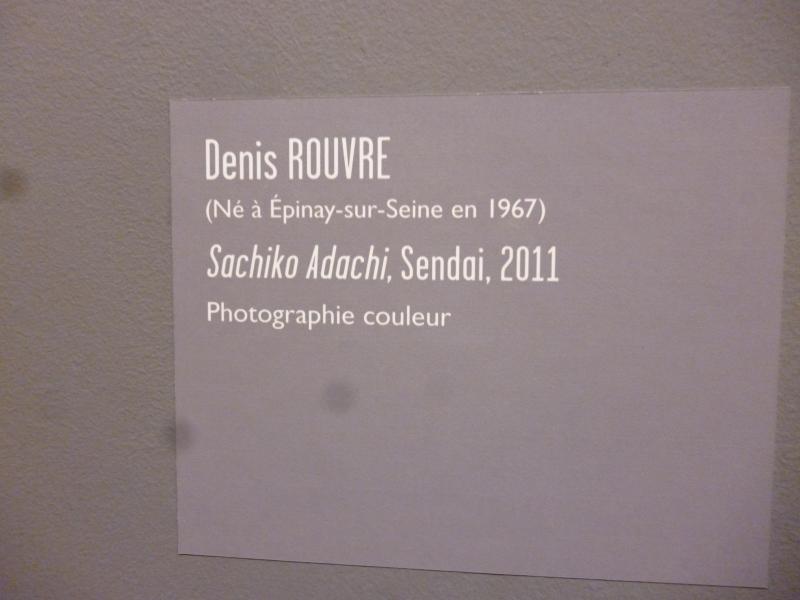 Denis ROUVRE
(Né à Épinay-sur-Seine en 1967)
Sachiko Adachi, Sendai, 2011
Photographie couleur